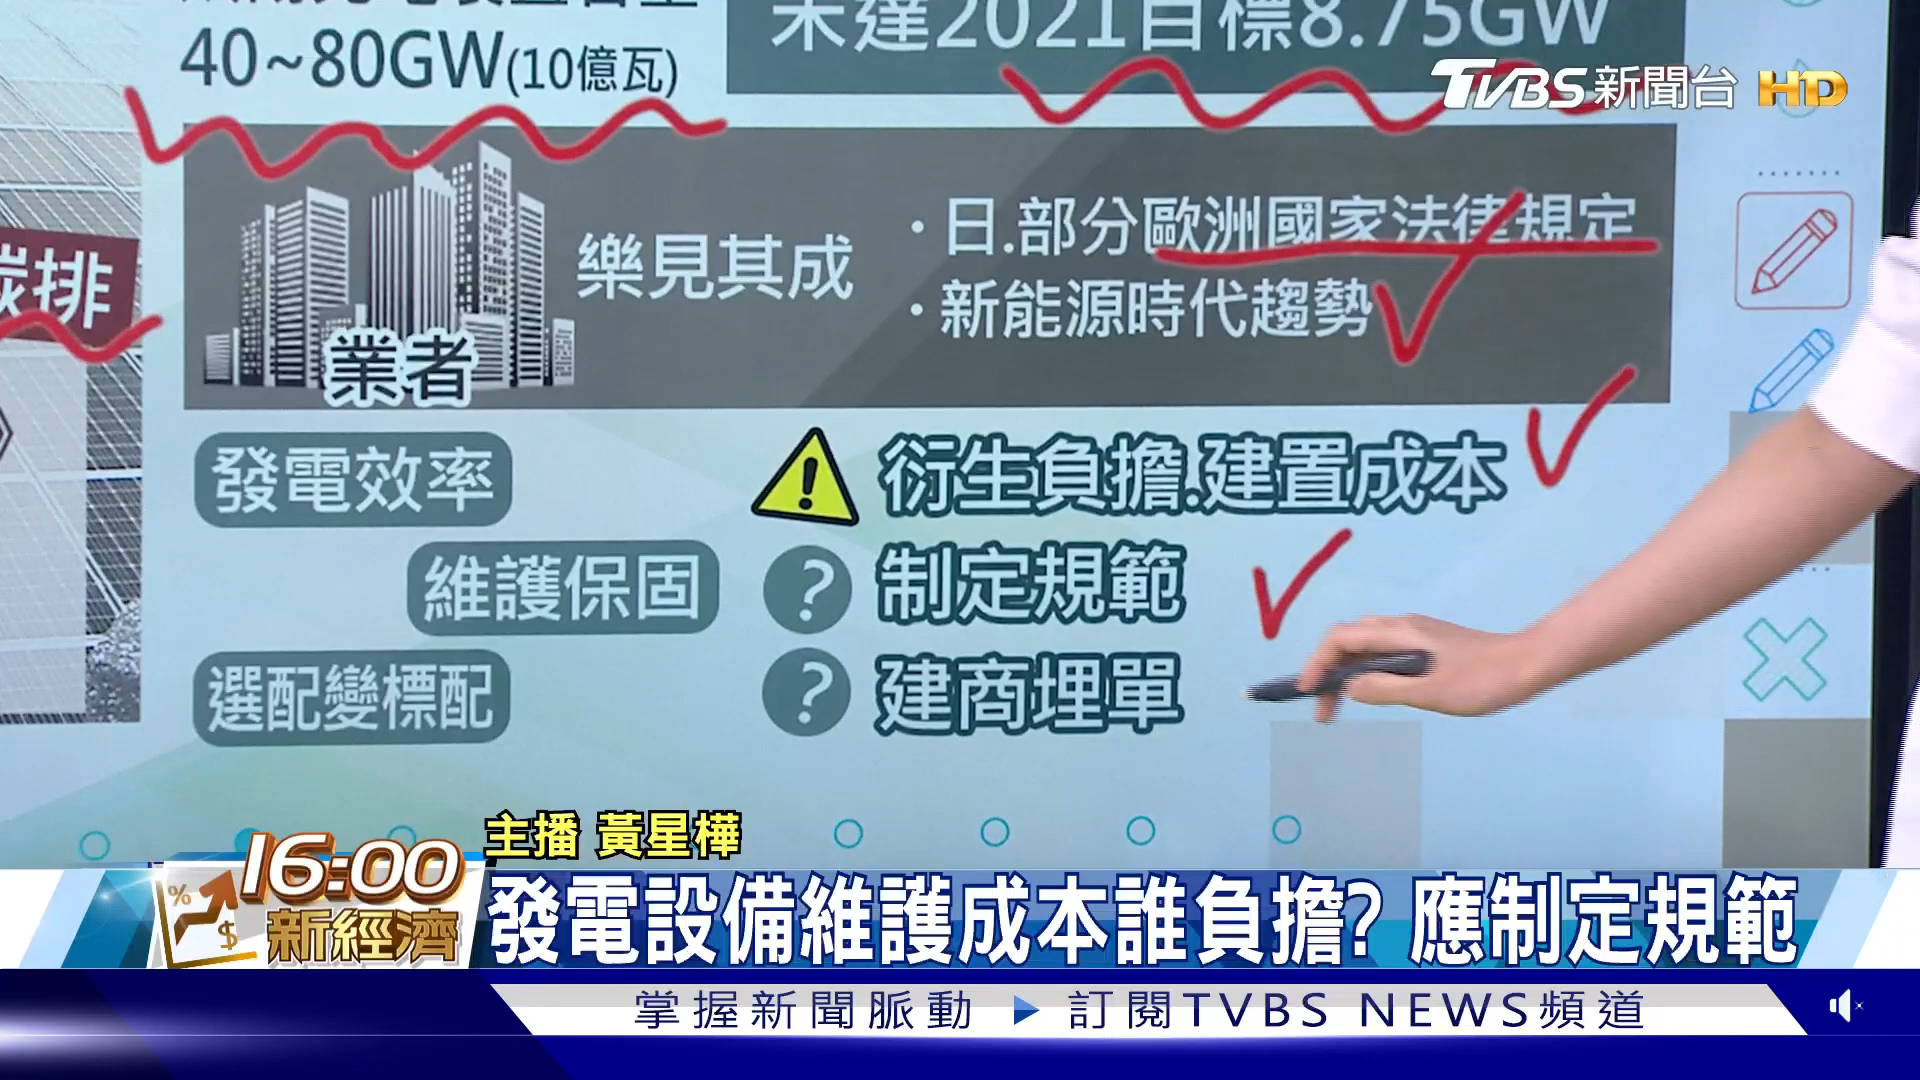 40~80GW(10億瓦)
未達2021目標8.75GW
TVBS新聞台 HD
碳排
業者
樂見其成
・日.部分歐洲國家法律規定
・新能源時代趨勢
發電效率
衍生負擔.建置成本
維護保固
? 制定規範
選配變標配
? 建商埋單
主播 黃星樺
16:00
新經濟
發電設備維護成本誰負擔? 應制定規範
掌握新聞脈動 ▶ 訂閱TVBS NEWS頻道